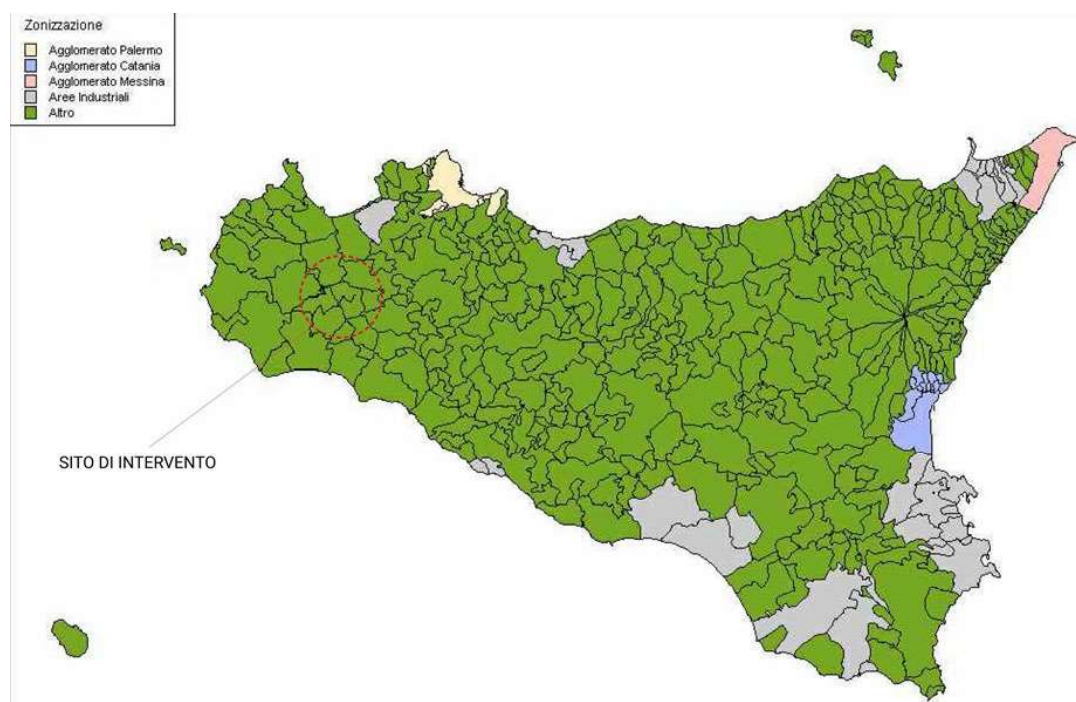 Zonizzazione
Agglomerato Palermo
Agglomerato Catania
Agglomerato Messina
Aree Industriali
Altro
SITO DI INTERVENTO